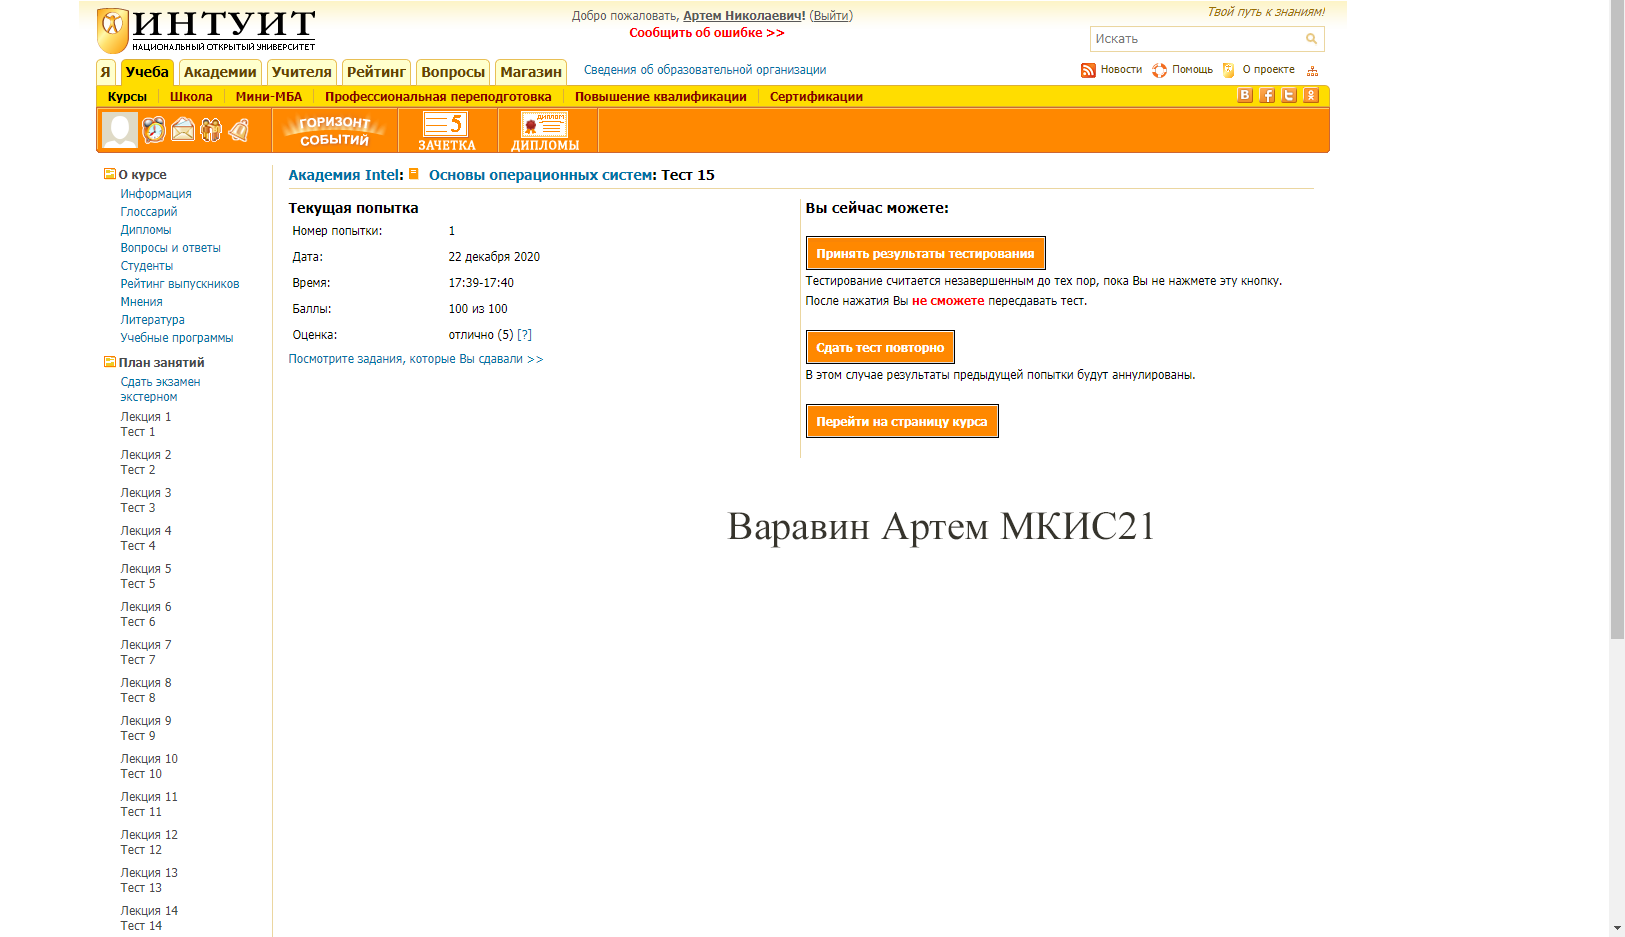 ИНТУИТ
НАЦИОНАЛЬНЫЙ ОТКРЫТЫЙ УНИВЕРСИТЕТ
Добро пожаловать, Артем Николаевич! (Выйти)
Сообщить об ошибке >>
Твой путь к знаниям!
Искать
Я Учеба Академии Учителя Рейтинг Вопросы Магазин
Сведения об образовательной организации
Новости Помощь О проекте
Курсы Школа Мини-МБА Профессиональная переподготовка Повышение квалификации Сертификации
ГОРИЗОНТ
СОБЫТИЙ
5
ЗАЧЕТКА
ДИПЛОМ
ДИПЛОМЫ
О курсе
Информация
Глоссарий
Дипломы
Вопросы и ответы
Студенты
Рейтинг выпускников
Мнения
Литература
Учебные программы
План занятий
Сдать экзамен
экстерном
Лекция 1
Тест 1
Лекция 2
Тест 2
Лекция 3
Тест 3
Лекция 4
Тест 4
Лекция 5
Тест 5
Лекция 6
Тест 6
Лекция 7
Тест 7
Лекция 8
Тест 8
Лекция 9
Тест 9
Лекция 10
Тест 10
Лекция 11
Тест 11
Лекция 12
Тест 12
Лекция 13
Тест 13
Лекция 14
Тест 14
Академия Intel: Основы операционных систем: Тест 15
Текущая попытка
Номер попытки: 1
Дата: 22 декабря 2020
Время: 17:39-17:40
Баллы: 100 из 100
Оценка: отлично (5) [?]
Посмотрите задания, которые Вы сдавали >>
Вы сейчас можете:
Принять результаты тестирования
Тестирование считается незавершенным до тех пор, пока Вы не нажмете эту кнопку.
После нажатия Вы не сможете пересдавать тест.
Сдать тест повторно
В этом случае результаты предыдущей попытки будут аннулированы.
Перейти на страницу курса
Варавин Артем МКИС21